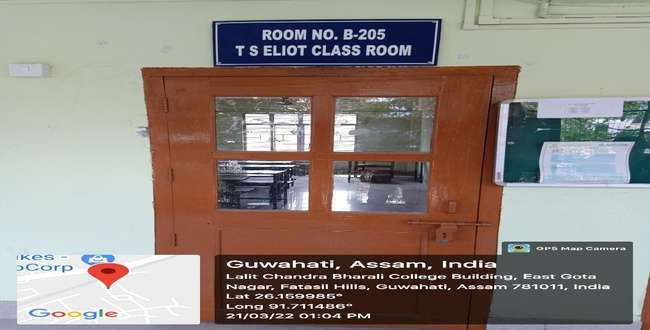 ROOM NO. B-205
T S ELIOT CLASS ROOM
GPS Map Camera
Guwahati, Assam, India
Lalit Chandra Bharali College Building, East Gota
Nagar, Fatasil Hills, Guwahati, Assam 781011, India
Lat 26.159985°
Long 91.711486°
21/03/22 01:04 PM
Google